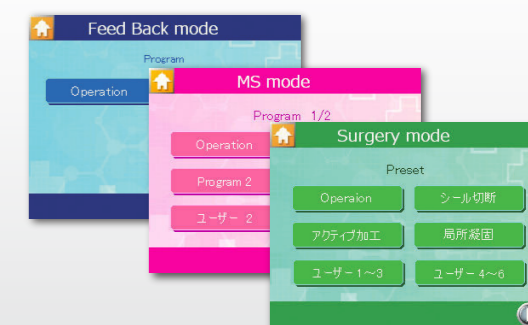 Feed Back mode
Program
Operation
MS mode
Program 1/2
Operation
Program 2
ユーザー 2
Surgery mode
Preset
Operaion
シール切断
アクティブ加工
局所凝固
ユーザー 1～3
ユーザー 4～6